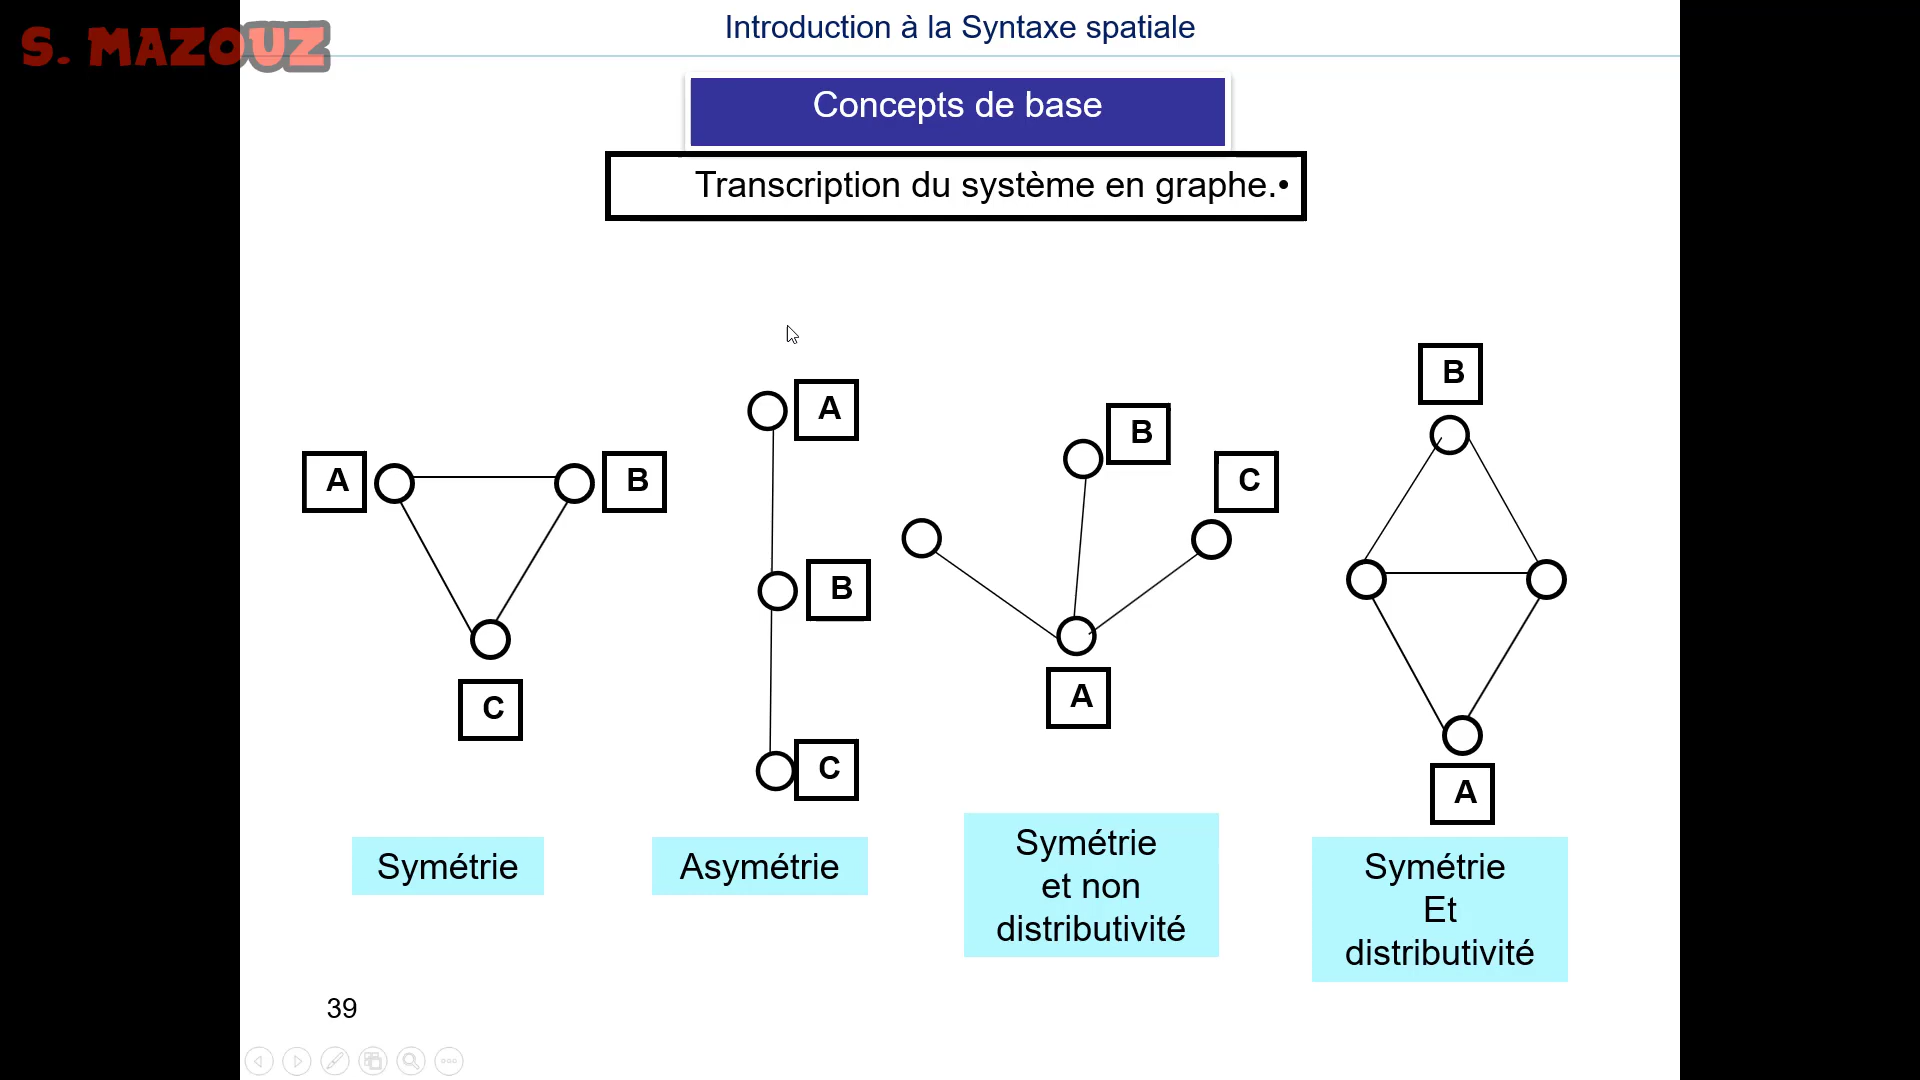 S. MAZOUZ
Introduction à la Syntaxe spatiale
Concepts de base
Transcription du système en graphe.•
B
A
B
C
A
B
B
A
C
C
A
Symétrie
Asymétrie
Symétrie
et non
distributivité
Symétrie
Et
distributivité
39